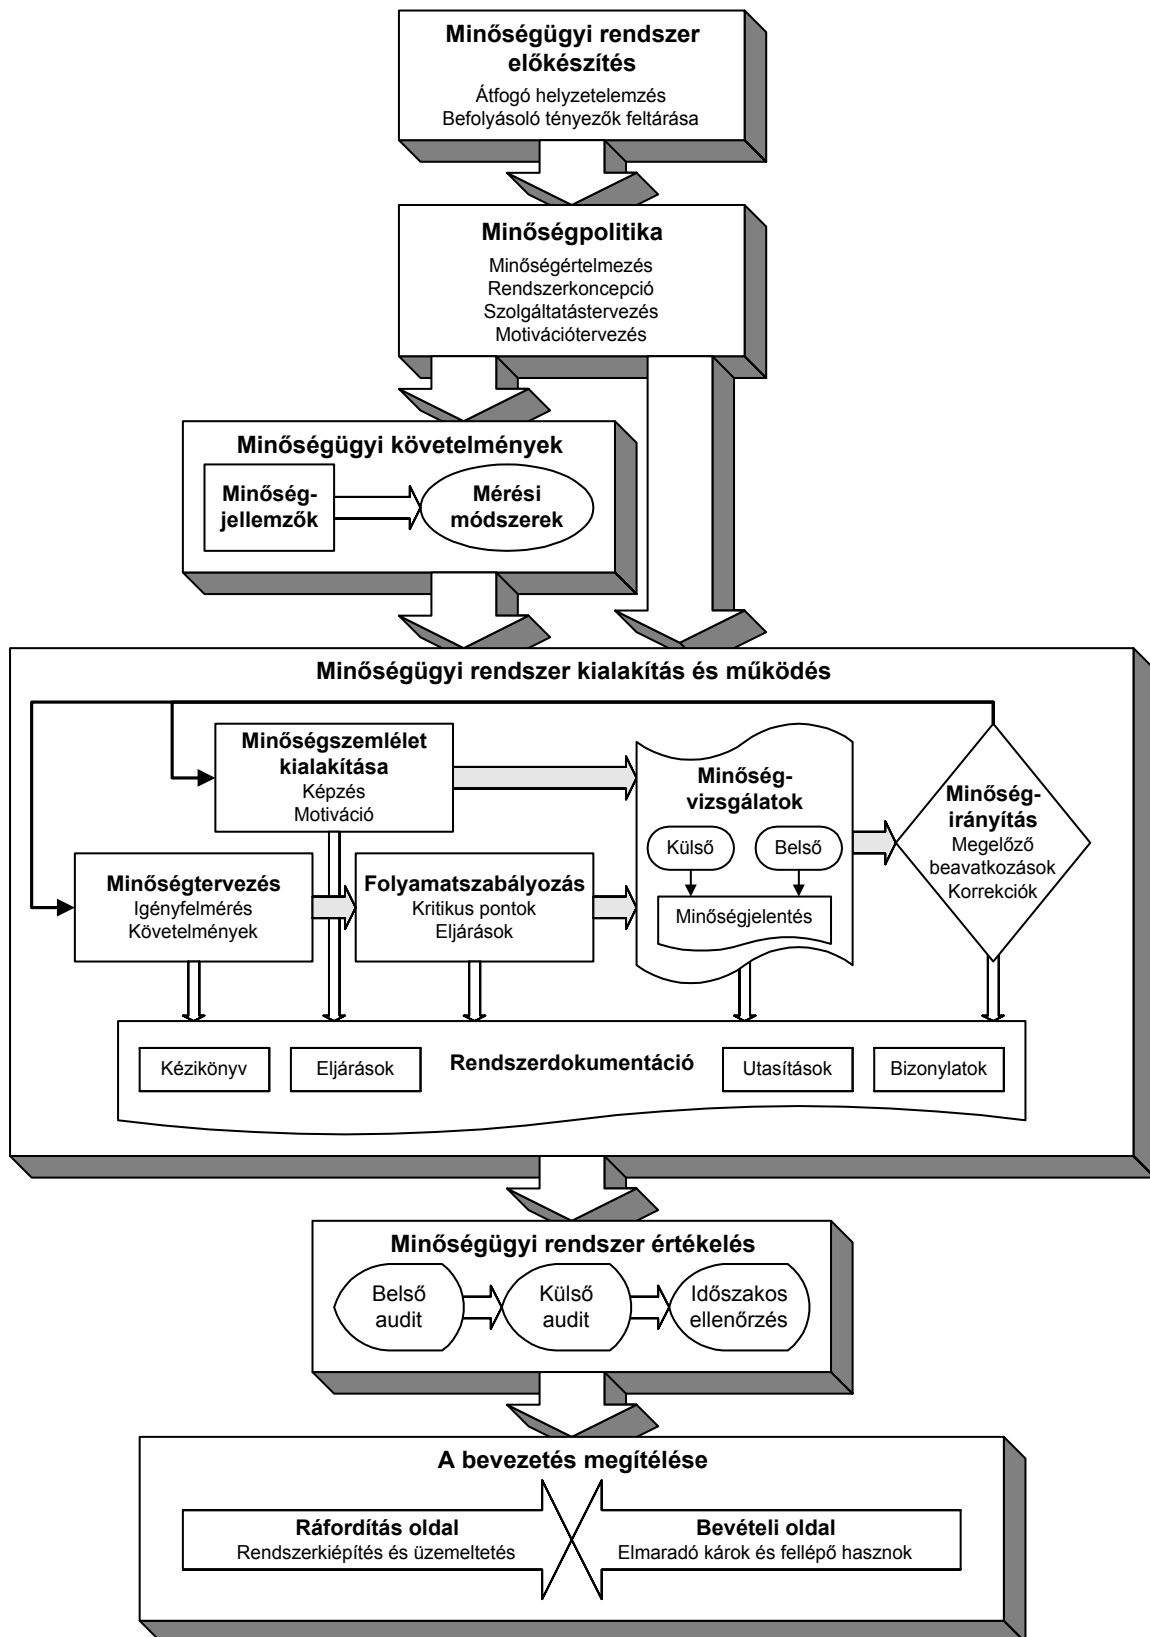 Minőségügyi rendszer
előkészítés
Átfogó helyzetelemzés
Befolyásoló tényezők feltárása
Minőségpolitika
Minőségértelmezés
Rendszerkoncepció
Szolgáltatástervezés
Motivációtervezés
Minőségügyi követelmények
Minőség-
jellemzők
Mérési
módszerek
Minőségügyi rendszer kialakítás és működés
Minőségszemlélet
kialakítása
Képzés
Motiváció
Minőség-
vizsgálatok
Külső
Belső
Minőségjelentés
Minőség-
irányítás
Megelőző
beavatkozások
Korrekciók
Minőségtervezés
Igényfelmérés
Követelmények
Folyamatszabályozás
Kritikus pontok
Eljárások
Kézikönyv
Eljárások
Rendszerdokumentáció
Utasítások
Bizonylatok
Minőségügyi rendszer értékelés
Belső
audit
Külső
audit
Időszakos
ellenőrzés
A bevezetés megítélése
Ráfordítás oldal
Rendszerkiépítés és üzemeltetés
Bevételi oldal
Elmaradó károk és fellépő hasznok